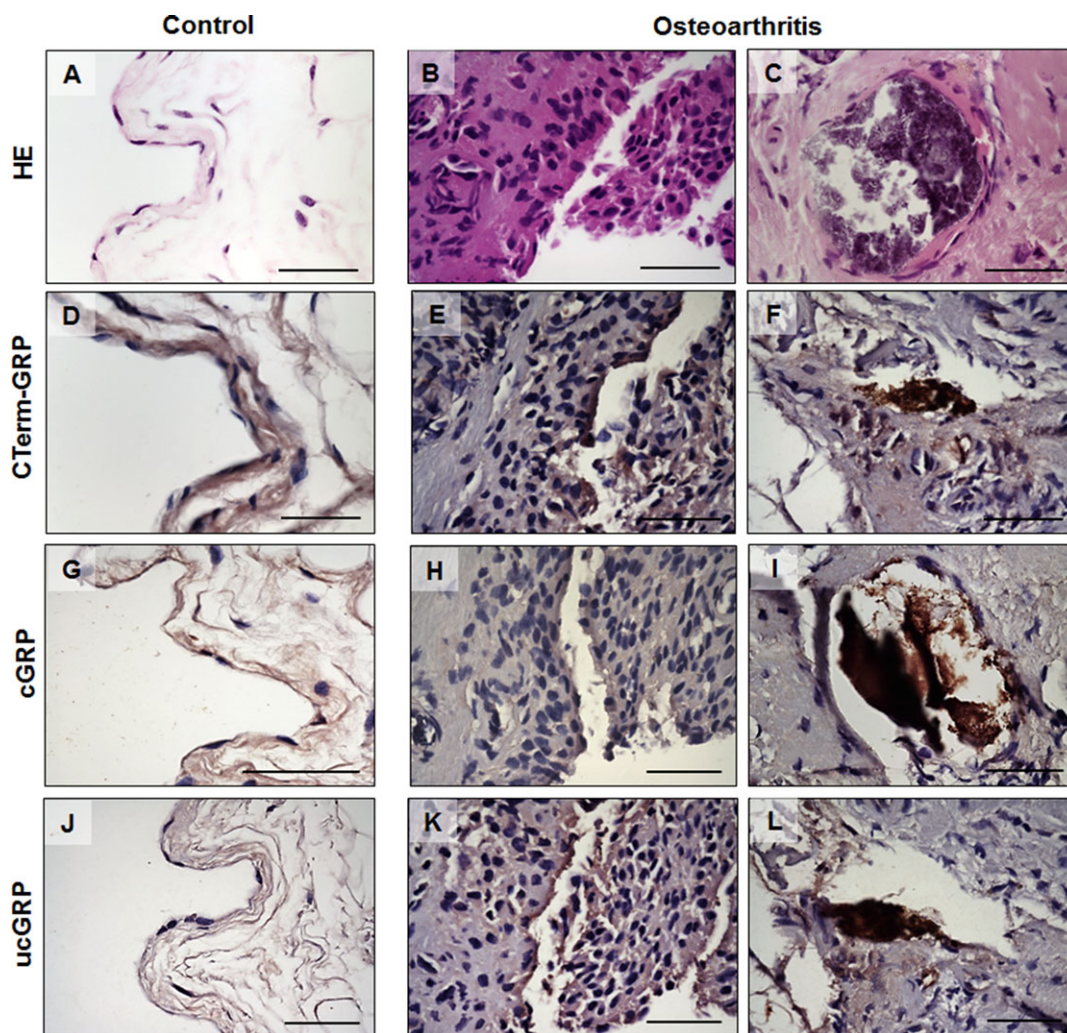 Control
Osteoarthritis
HE
A
B
C
CTerm-GRP
D
E
F
cGRP
G
H
I
ucGRP
J
K
L